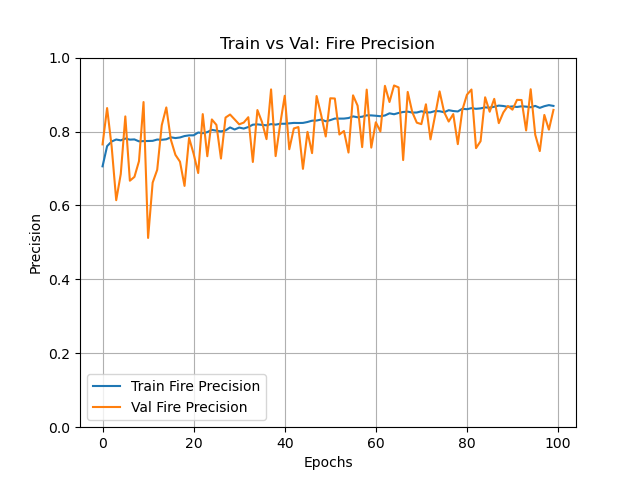 Train vs Val: Fire Precision
1.0
0.8
0.6
0.4
0.2
0.0
Precision
Train Fire Precision
Val Fire Precision
0 20 40 60 80 100
Epochs